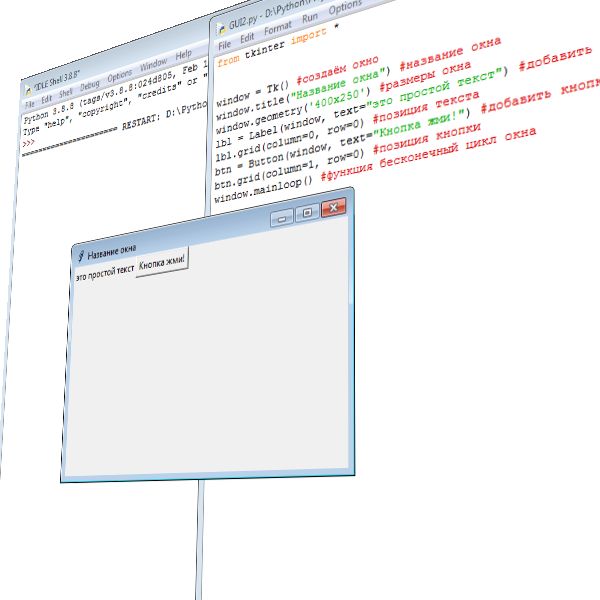 *IDLE Shell 3.8.8*
File Edit Shell Debug Options Window Help
Python 3.8.8 (tags/v3.8.8:024d805, Feb 1
Type "help", "copyright", "credits" or "
>>>
==================== RESTART: D:\Pytho
GUI2.py - D:\Python\
File Edit Format Run Options
from tkinter import *
window = Tk() #создаём окно
window.title("Название окна") #название окна
window.geometry('400x250') #размеры окна
lbl = Label(window, text="это простой текст") #добавить
lbl.grid(column=0, row=0) #позиция текста
btn = Button(window, text="Кнопка жми!") #добавить кнопк
btn.grid(column=1, row=0) #позиция кнопки
window.mainloop() #функция бесконечный цикл окна
Название окна
это простой текст Кнопка жми!